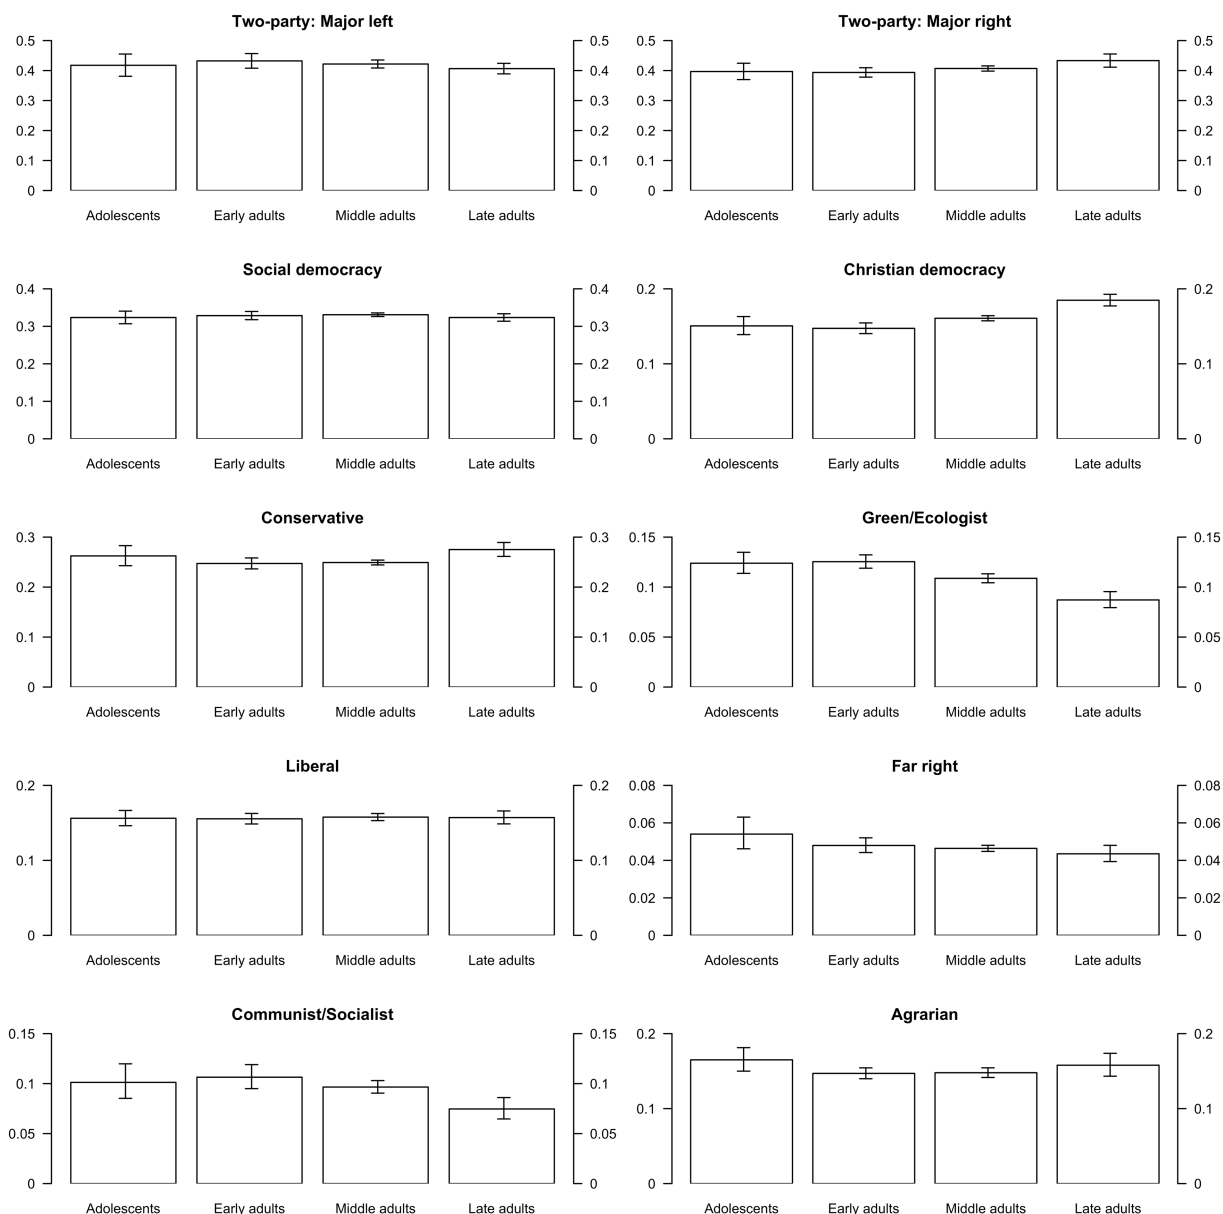 Two-party: Major left
0.5 0.5
0.4 0.4
0.3 0.3
0.2 0.2
0.1 0.1
0 0
Adolescents Early adults Middle adults Late adults
Two-party: Major right
0.5 0.5
0.4 0.4
0.3 0.3
0.2 0.2
0.1 0.1
0 0
Adolescents Early adults Middle adults Late adults
Social democracy
0.4 0.4
0.3 0.3
0.2 0.2
0.1 0.1
0 0
Adolescents Early adults Middle adults Late adults
Christian democracy
0.2 0.2
0.1 0.1
0 0
Adolescents Early adults Middle adults Late adults
Conservative
0.3 0.3
0.2 0.2
0.1 0.1
0 0
Adolescents Early adults Middle adults Late adults
Green/Ecologist
0.15 0.15
0.1 0.1
0.05 0.05
0 0
Adolescents Early adults Middle adults Late adults
Liberal
0.2 0.2
0.1 0.1
0 0
Adolescents Early adults Middle adults Late adults
Far right
0.08 0.08
0.06 0.06
0.04 0.04
0.02 0.02
0 0
Adolescents Early adults Middle adults Late adults
Communist/Socialist
0.15 0.15
0.1 0.1
0.05 0.05
0 0
Adolescents Early adults Middle adults Late adults
Agrarian
0.2 0.2
0.1 0.1
0 0
Adolescents Early adults Middle adults Late adults